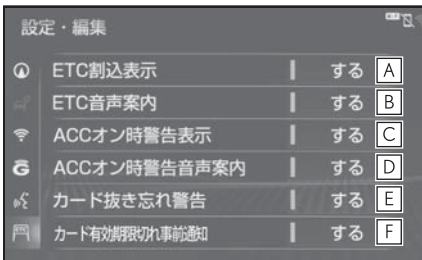 設定・編集
ETC割込表示 する A
ETC音声案内 する B
ACCオン時警告表示 する C
ACCオン時警告音声案内 する D
カード抜き忘れ警告 する E
カード有効期限切れ事前通知 する F